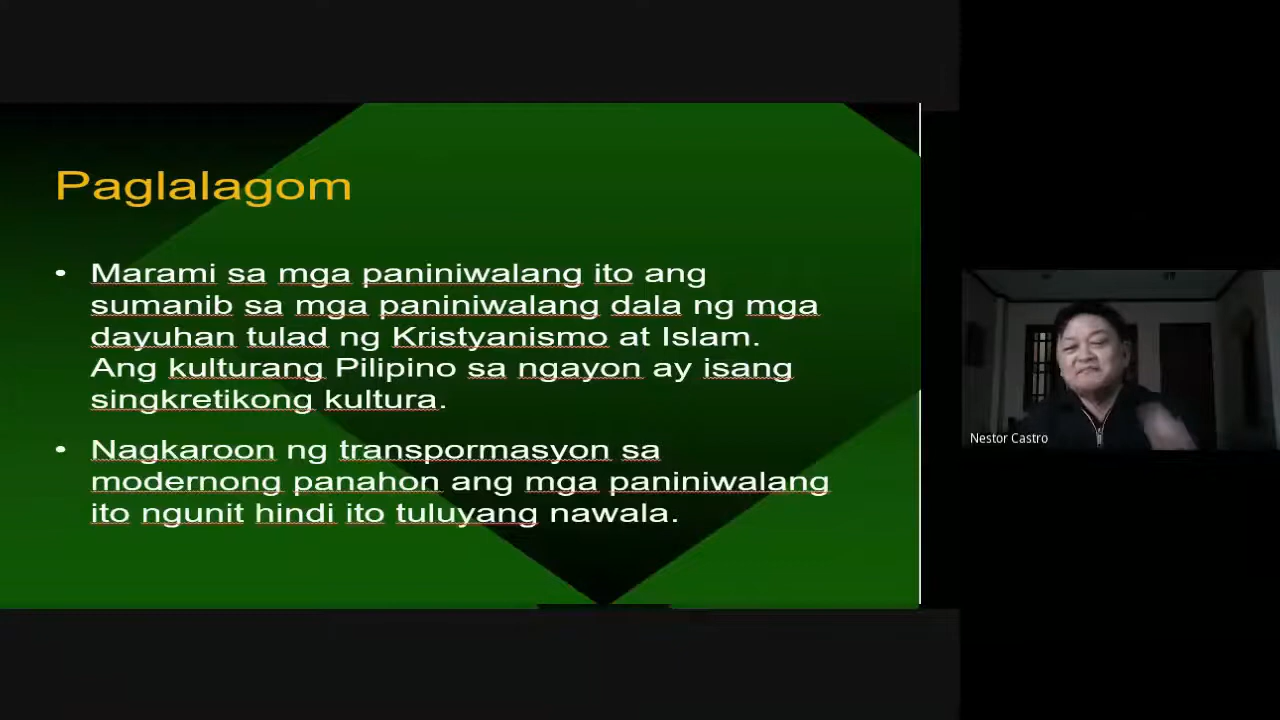 Paglalagom
• Marami sa mga paniniwalang ito ang
sumanib sa mga paniniwalang dala ng mga
dayuhan tulad ng Kristyanismo at Islam.
Ang kulturang Pilipino sa ngayon ay isang
singkretikong kultura.
• Nagkaroon ng transpormasyon sa
modernong panahon ang mga paniniwalang
ito ngunit hindi ito tuluyang nawala.
Nestor Castro